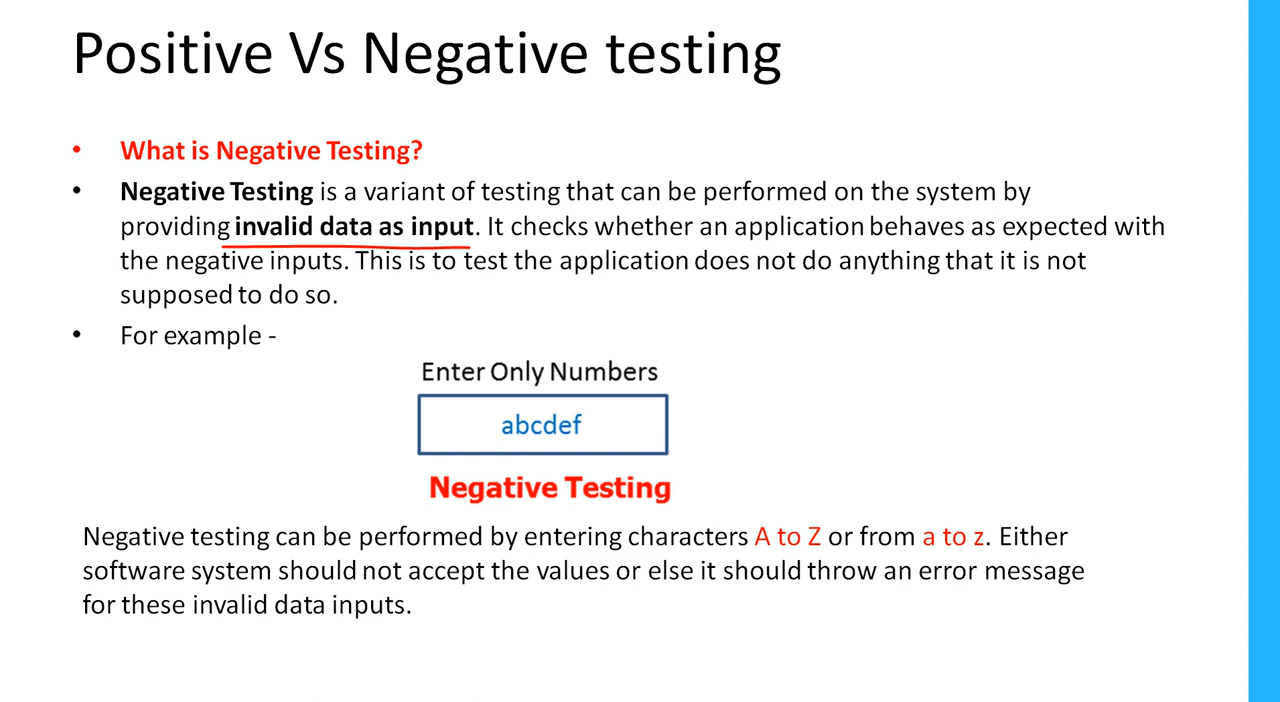 Positive Vs Negative testing
• What is Negative Testing?
• Negative Testing is a variant of testing that can be performed on the system by
providing invalid data as input. It checks whether an application behaves as expected with
the negative inputs. This is to test the application does not do anything that it is not
supposed to do so.
• For example -
Enter Only Numbers
abcdef
Negative Testing
Negative testing can be performed by entering characters A to Z or from a to z. Either
software system should not accept the values or else it should throw an error message
for these invalid data inputs.